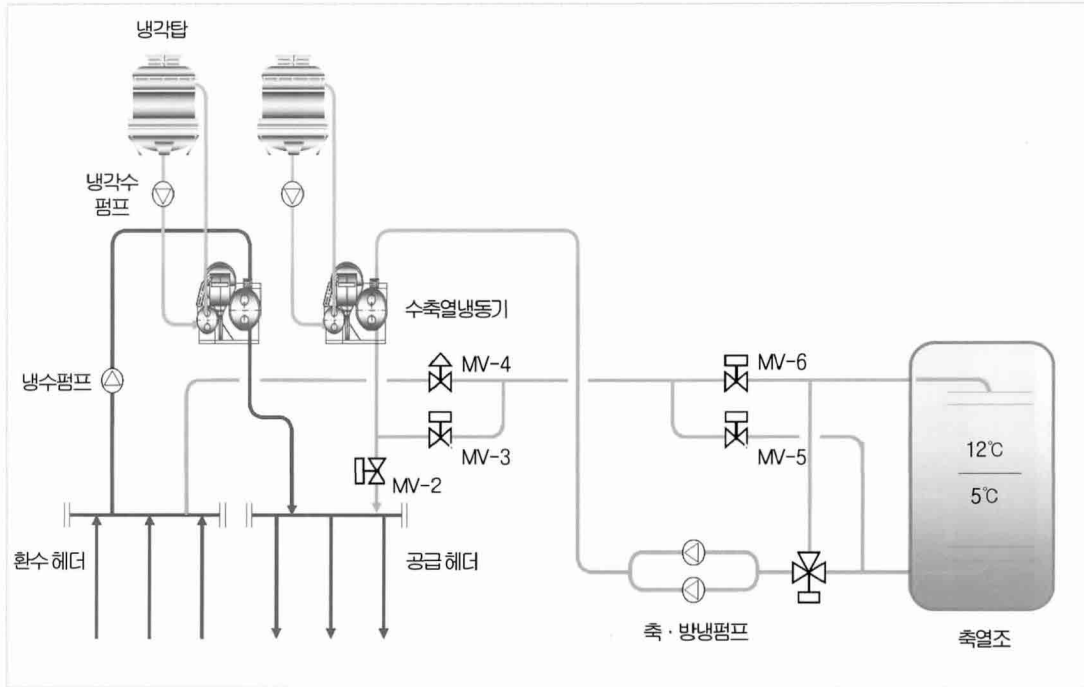 냉각탑
냉각수
펌프
수축열냉동기
MV-4
MV-6
냉수펌프
MV-3
MV-5
12℃
MV-2
5℃
환수 헤더
공급 헤더
축·방냉펌프
축열조